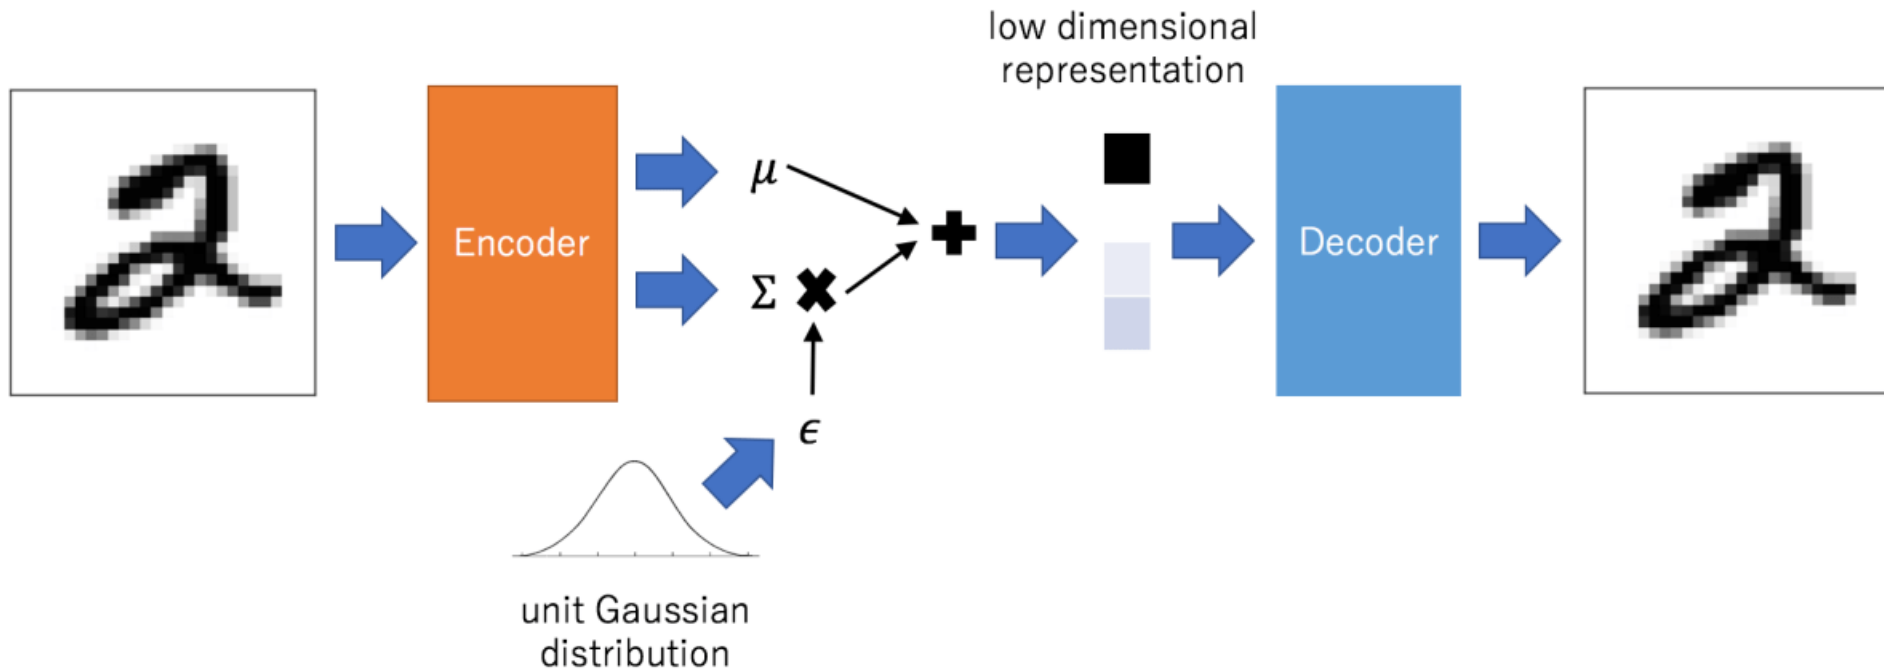 low dimensional
representation
Encoder
μ
Σ
ϵ
Decoder
unit Gaussian
distribution